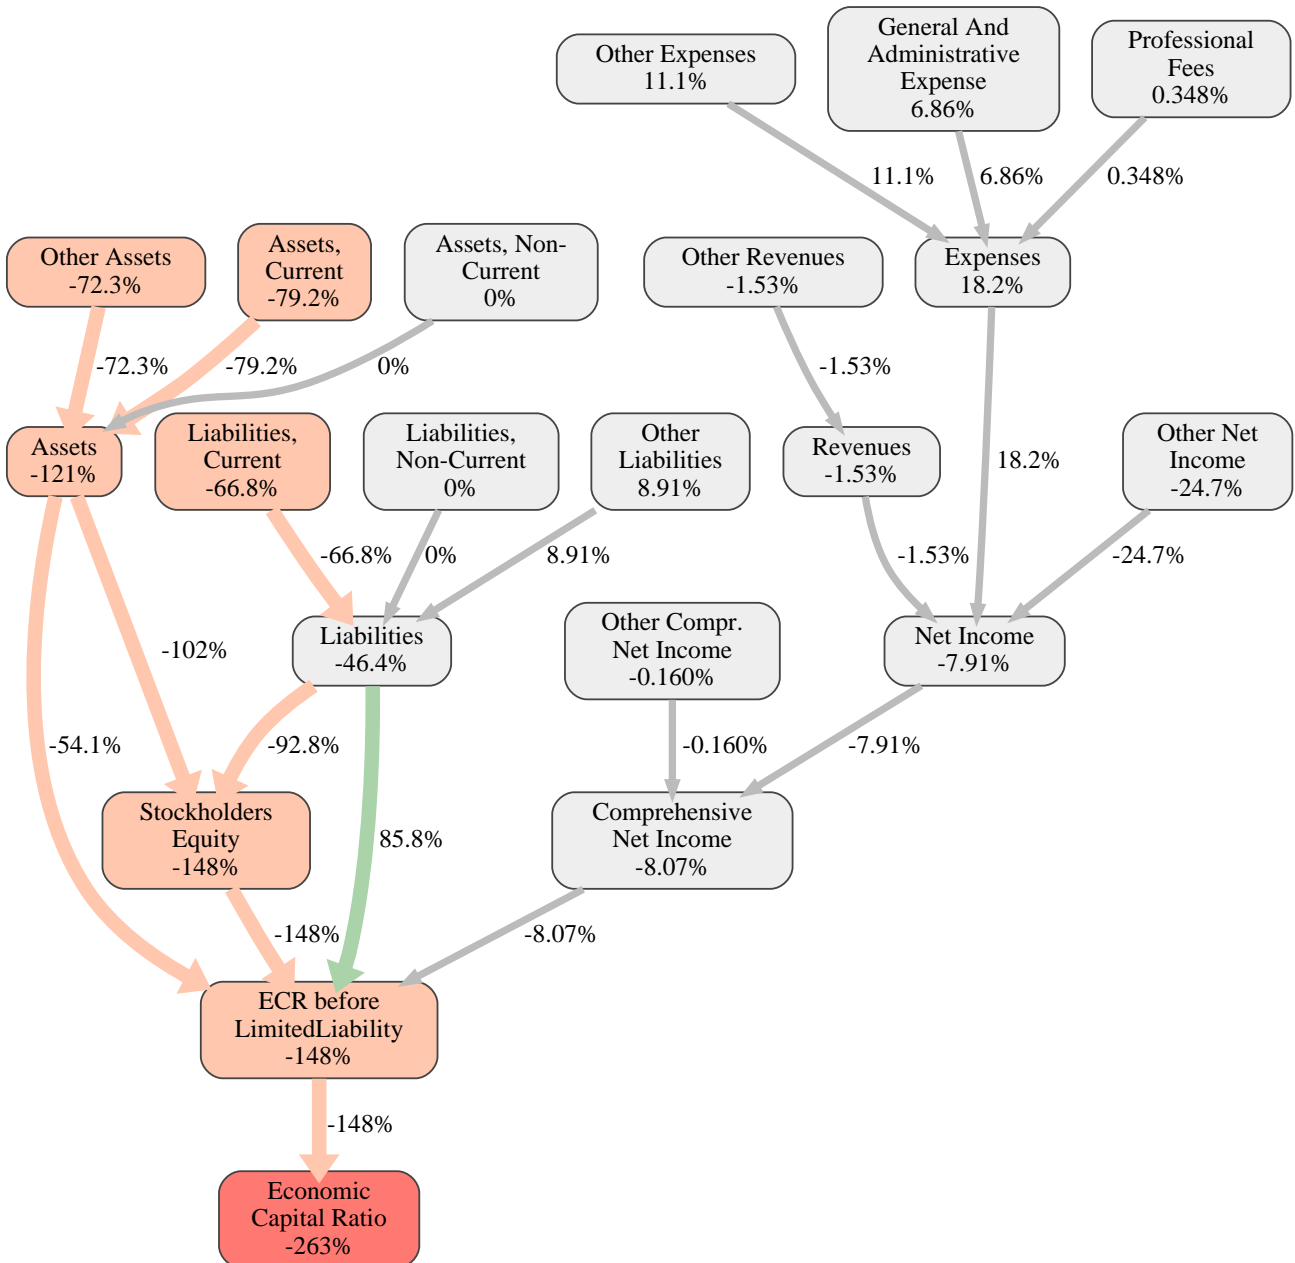 Other Expenses
11.1%
General And
Administrative
Expense
6.86%
Professional
Fees
0.348%
11.1%
6.86%
0.348%
Other Assets
-72.3%
Assets,
Current
-79.2%
Assets, Non-
Current
0%
Other Revenues
-1.53%
Expenses
18.2%
-72.3%
-79.2%
0%
-1.53%
Assets
-121%
Liabilities,
Current
-66.8%
Liabilities,
Non-Current
0%
Other
Liabilities
8.91%
Revenues
-1.53%
18.2%
Other Net
Income
-24.7%
-66.8%
0%
8.91%
-1.53%
-24.7%
-102%
Liabilities
-46.4%
Other Compr.
Net Income
-0.160%
Net Income
-7.91%
-54.1%
-92.8%
-0.160%
-7.91%
Stockholders
Equity
-148%
85.8%
Comprehensive
Net Income
-8.07%
-148%
-8.07%
ECR before
LimitedLiability
-148%
-148%
Economic
Capital Ratio
-263%